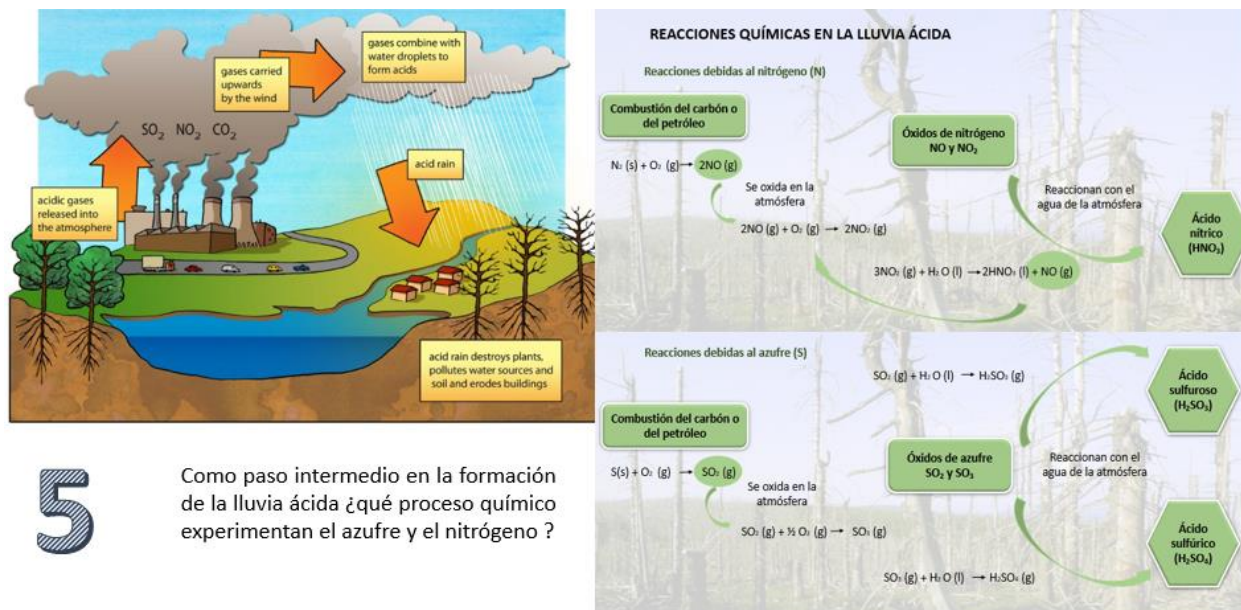 gases combine with
water droplets to
form acids
gases carried
upwards
by the wind
SO₂ NO₂ CO₂
acid rain
acidic gases
released into
the atmosphere
acid rain destroys plants,
pollutes water sources and
soil and erodes buildings
5
Como paso intermedio en la formación
de la lluvia ácida ¿qué proceso químico
experimentan el azufre y el nitrógeno ?
REACCIONES QUÍMICAS EN LA LLUVIA ÁCIDA
Reacciones debidas al nitrógeno (N)
Combustión del carbón o
del petróleo
Óxidos de nitrógeno
NO y NO₂
N₂ (s) + O₂ (g) → 2NO (g)
Se oxida en la
atmósfera
Reaccionan con el
agua de la atmósfera
Ácido
nítrico
(HNO₃)
2NO (g) + O₂ (g) → 2NO₂ (g)
3NO₂ (g) + H₂ O (l) → 2HNO₃ (l) + NO (g)
Reacciones debidas al azufre (S)
SO₂ (g) + H₂ O (l) → H₂SO₃ (g)
Ácido
sulfuroso
(H₂SO₃)
Combustión del carbón o
del petróleo
Óxidos de azufre
SO₂ y SO₃
S(s) + O₂ (g) → SO₂ (g)
Se oxida en la
atmósfera
Reaccionan con el
agua de la atmósfera
SO₂ (g) + ½ O₂ (g) → SO₃ (g)
Ácido
sulfúrico
(H₂SO₄)
SO₃ (g) + H₂ O (l) → H₂SO₄ (g)